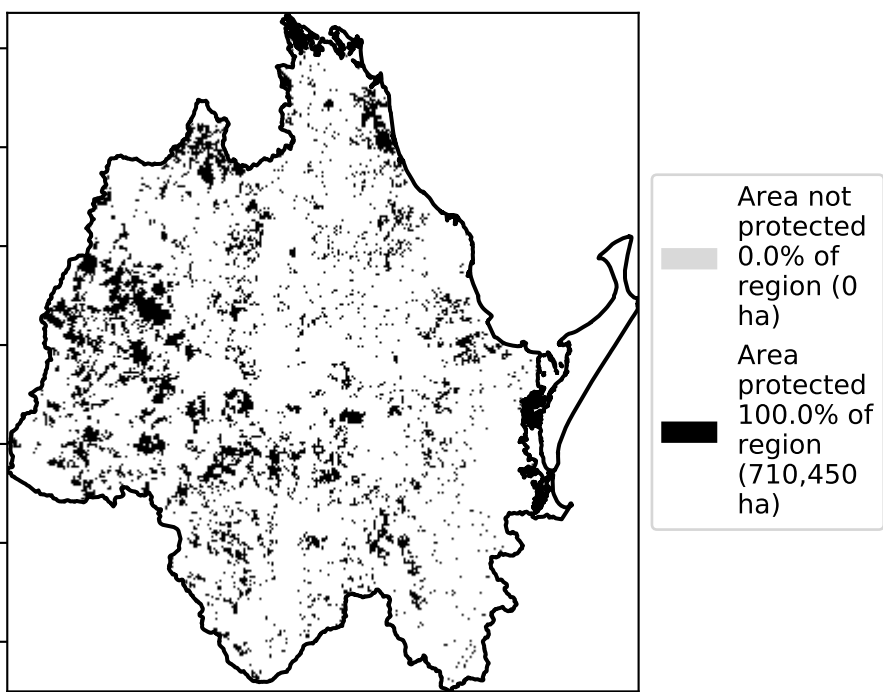 Area not
protected
0.0% of
region (0
ha)
Area
protected
100.0% of
region
(710,450
ha)